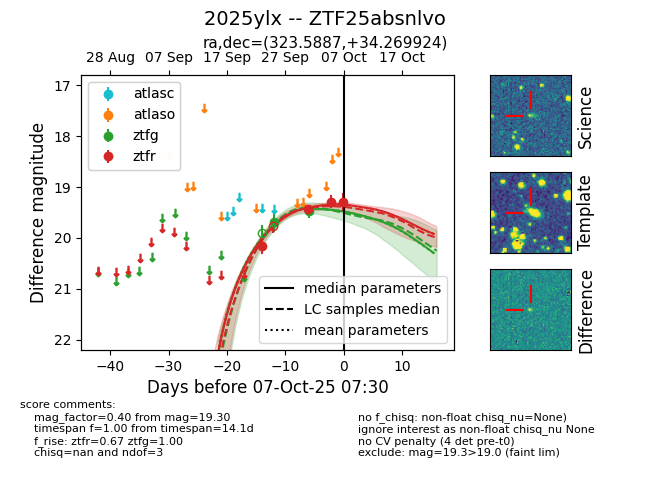 2025ylx -- ZTF25absnlvo
ra,dec=(323.5887,+34.269924)
28 Aug 07 Sep 17 Sep 27 Sep 07 Oct 17 Oct
atlasc
atlaso
ztfg
ztfr
17
18
19
20
21
22
Difference magnitude
median parameters
LC samples median
mean parameters
−40 −30 −20 −10 0 10
Days before 07-Oct-25 07:30
Science
Template
Difference
score comments:
mag_factor=0.40 from mag=19.30
timespan f=1.00 from timespan=14.1d
f_rise: ztfr=0.67 ztfg=1.00
chisq=nan and ndof=3
no f_chisq: non-float chisq_nu=None)
ignore interest as non-float chisq_nu None
no CV penalty (4 det pre-t0)
exclude: mag=19.3>19.0 (faint lim)